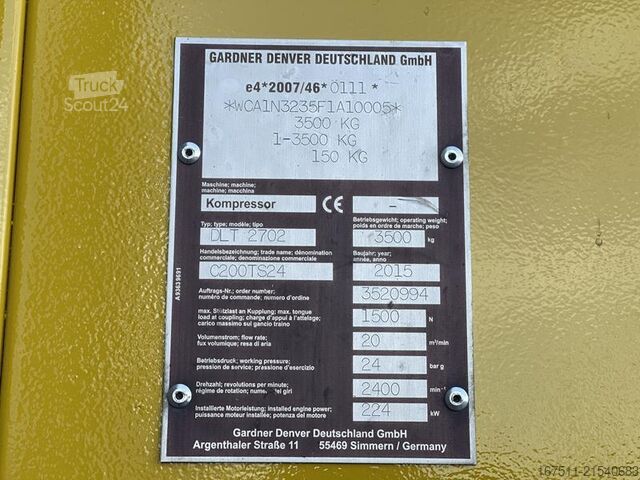 GARDNER DENVER DEUTSCHLAND GmbH
e4*2007/46*0111*
*WCA1N3235F1A10005*
3500 KG
1-3500 KG
150 KG
Maschine; machine;
machine; macchina
Kompressor CE -
Typ; type; modèle; tipo
DLT 2702
Betriebsgewicht; operating weight;
poids en ordre de marche; peso
3500 kg
Handelsbezeichnung; trade name; dénomination
commerciale; denominazione commerciale
C200TS24
Baujahr; year;
année, anno
2015
Auftrags-Nr.; order number;
numéro de commande; numero d'ordine
3520994
max. Stützlast an Kupplung; max. tongue
load at coupling; charge d'appui à l'attelage;
carico massimo sul gancio traino
1500 N
Volumenstrom; flow rate;
flux volumique; resa di aria
20 m³/min
Betriebsdruck; working pressure;
pression de service; pressione d'esercizio
24 bar g
Drehzahl; revolutions per minute;
régime de rotation; numero dei giri
2400 min-¹
Installierte Motorleistung; installed engine power;
puissance moteur installée; potenza del motore
224 kW
Gardner Denver Deutschland GmbH
Argenthaler Straße 11 55469 Simmern / Germany
A93639691
Truck
Scout24
167511-21540683